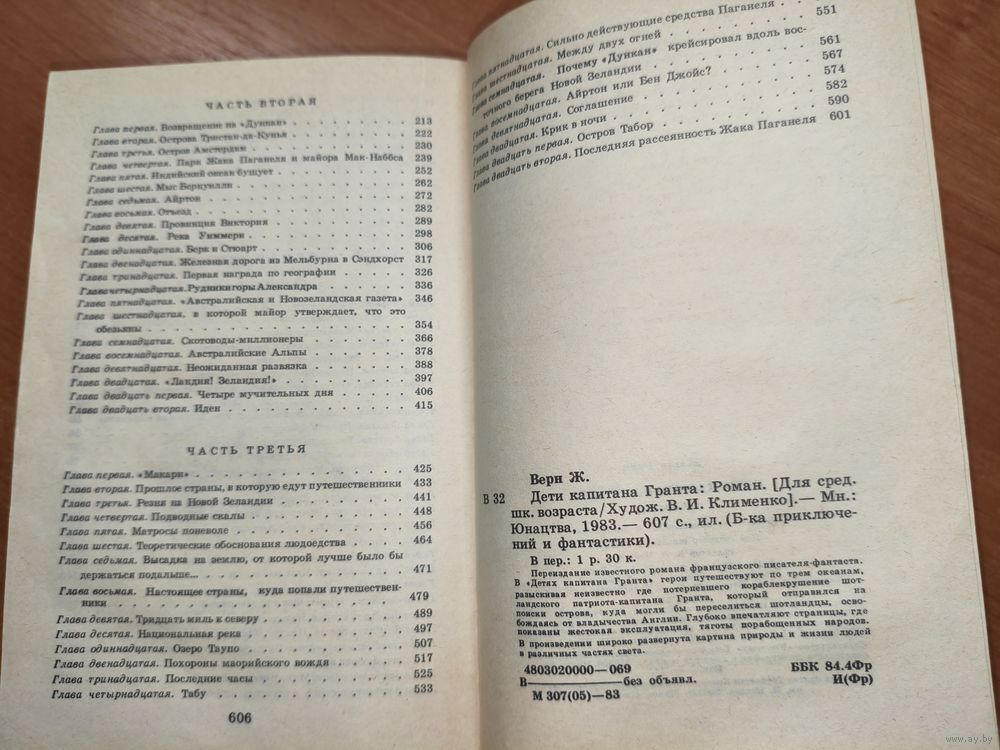 ЧАСТЬ ВТОРАЯ
Глава первая. Возвращение на «Дункан» . . . . . . . . 213
Глава вторая. Острова Тристан-да-Кунья . . . . . . . . 222
Глава третья. Остров Амстердам . . . . . . . . 230
Глава четвертая. Пари Жака Паганеля и майора Мак-Наббса 239
Глава пятая. Индийский океан бушует . . . . . . . . 252
Глава шестая. Мыс Бернуилли . . . . . . . . 262
Глава седьмая. Айртон . . . . . . . . 272
Глава восьмая. Отъезд . . . . . . . . 282
Глава девятая. Провинция Виктория . . . . . . . . 289
Глава десятая. Река Уиммери . . . . . . . . 298
Глава одиннадцатая. Берк и Стюарт . . . . . . . . 306
Глава двенадцатая. Железная дорога из Мельбурна в Сэндхорст 317
Глава тринадцатая. Первая награда по географии . . . . . 326
Глава четырнадцатая. Рудники горы Александра . . . . . 336
Глава пятнадцатая. «Австралийская и Новозеландская газета» 346
Глава шестнадцатая, в которой майор утверждает, что это
обезьяны . . . . . . . . 354
Глава семнадцатая. Скотоводы-миллионеры . . . . . . 366
Глава восемнадцатая. Австралийские Альпы . . . . . . 378
Глава девятнадцатая. Неожиданная развязка . . . . . . 388
Глава двадцатая. «Ландия! Зеландия!» . . . . . . . . 397
Глава двадцать первая. Четыре мучительных дня . . . . . 406
Глава двадцать вторая. Иден . . . . . . . . 415
ЧАСТЬ ТРЕТЬЯ
Глава первая. «Макари» . . . . . . . . 425
Глава вторая. Прошлое страны, в которую едут путешественники 433
Глава третья. Резня на Новой Зеландии . . . . . . . . 441
Глава четвертая. Подводные скалы . . . . . . . . 448
Глава пятая. Матросы поневоле . . . . . . . . 456
Глава шестая. Теоретические обоснования людоедства . . . . 464
Глава седьмая. Высадка на землю, от которой лучше было бы
держаться подальше... . . . . . . . . 471
Глава восьмая. Настоящее страны, куда попали путешествен-
ники . . . . . . . . 479
Глава девятая. Тридцать миль к северу . . . . . . . . 489
Глава десятая. Национальная река . . . . . . . . 497
Глава одиннадцатая. Озеро Таупо . . . . . . . . 507
Глава двенадцатая. Похороны маорийского вождя . . . . . 517
Глава тринадцатая. Последние часы . . . . . . . . 525
Глава четырнадцатая. Табу . . . . . . . . 533
606
Глава пятнадцатая. Сильно действующие средства Паганеля . .
Глава шестнадцатая. Между двух огней . . . . . . 551
Глава семнадцатая. Почему «Дункан» крейсировал вдоль вос-
точного берега Новой Зеландии . . . . . . 561
Глава восемнадцатая. Айртон или Бен Джойс? . . . . . 567
Глава девятнадцатая. Соглашение . . . . . . 574
Глава двадцатая. Крик в ночи . . . . . . 582
Глава двадцать первая. Остров Табор . . . . . . 590
Глава двадцать вторая. Последняя рассеянность Жака Паганеля 601
Верн Ж.
В 32 Дети капитана Гранта: Роман. [Для сред.
шк. возраста/Худож. В. И. Клименко].— Мн.:
Юнацтва, 1983.— 607 с., ил. (Б-ка приключе-
ний и фантастики).
В пер.: 1 р. 30 к.
Переиздание известного романа французского писателя-фантаста.
В «Детях капитана Гранта» герои путешествуют по трем океанам,
разыскивая неизвестно где потерпевшего кораблекрушение шот-
ландского патриота-капитана Гранта, который отправился на
поиски острова, куда могли бы переселиться шотландцы, осво-
бождаясь от владычества Англии. Глубоко впечатляют страницы, где
показаны жестокая эксплуатация, тяготы порабощенных народов.
В произведении широко развернута картина природы и жизни людей
в различных частях света.
4803020000—069
В————без объявл.
М 307(05)—83
ББК 84.4Фр
И(Фр)
www.ay.by